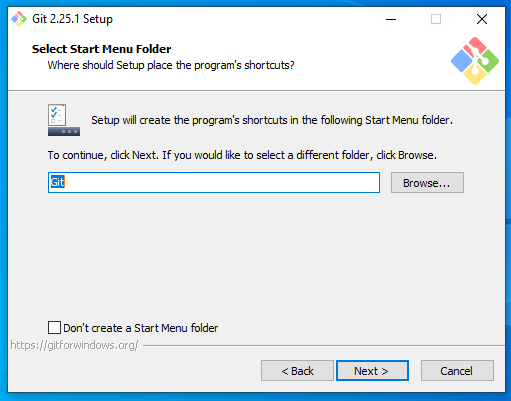 Git 2.25.1 Setup
Select Start Menu Folder
Where should Setup place the program's shortcuts?
Setup will create the program's shortcuts in the following Start Menu folder.
To continue, click Next. If you would like to select a different folder, click Browse.
Git
Browse...
Don't create a Start Menu folder
https://gitforwindows.org/
< Back
Next >
Cancel